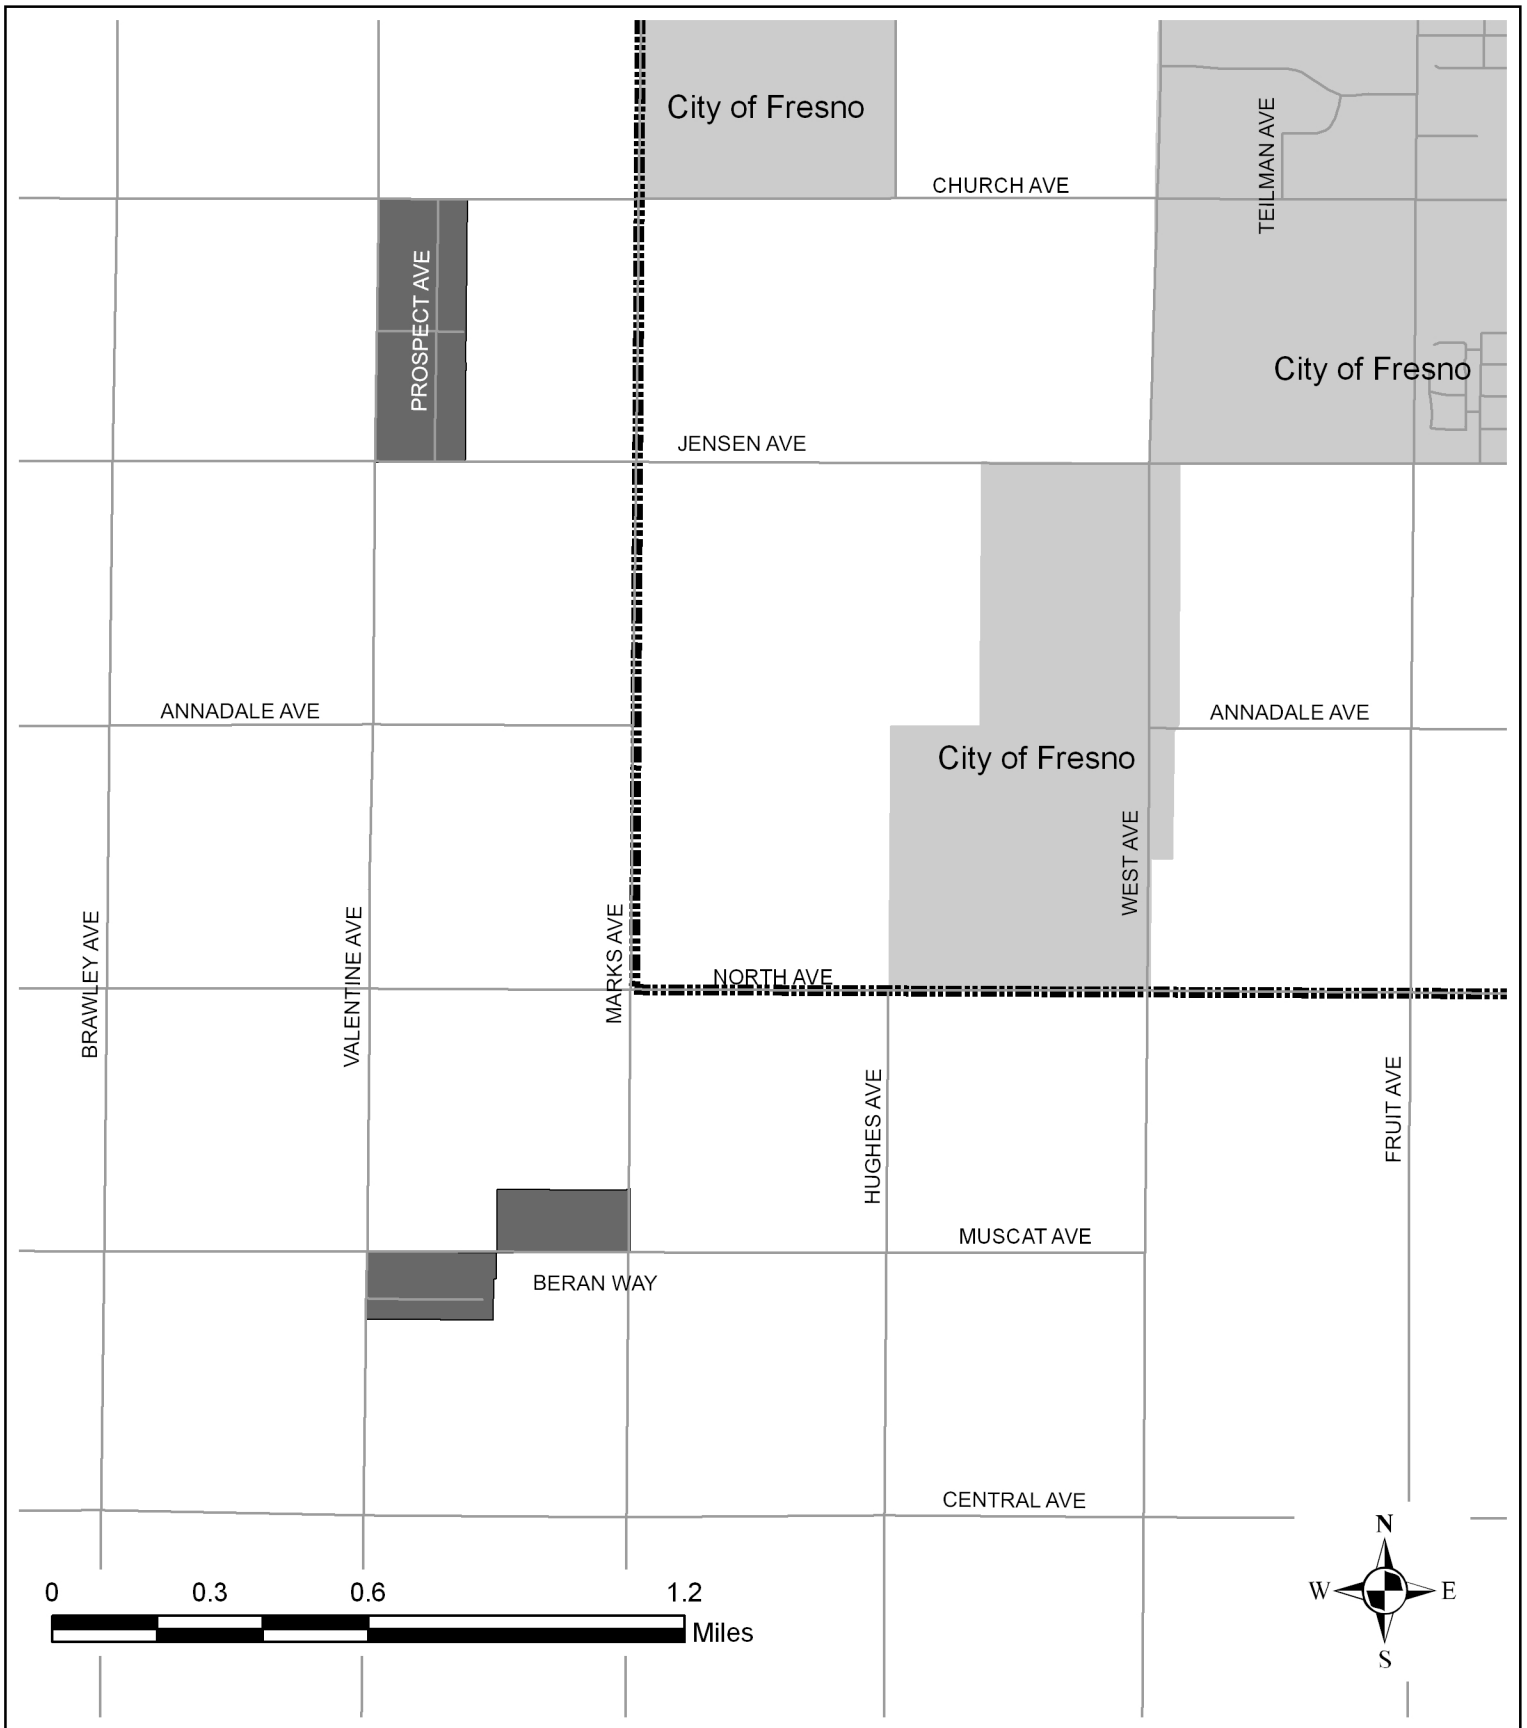 City of Fresno
TEILMAN AVE
CHURCH AVE
PROSPECT AVE
City of Fresno
JENSEN AVE
ANNADALE AVE
ANNADALE AVE
City of Fresno
WEST AVE
BRAWLEY AVE
VALENTINE AVE
MARKS AVE
NORTH AVE
HUGHES AVE
FRUIT AVE
MUSCAT AVE
BERAN WAY
CENTRAL AVE
N
W E
S
0 0.3 0.6 1.2
Miles